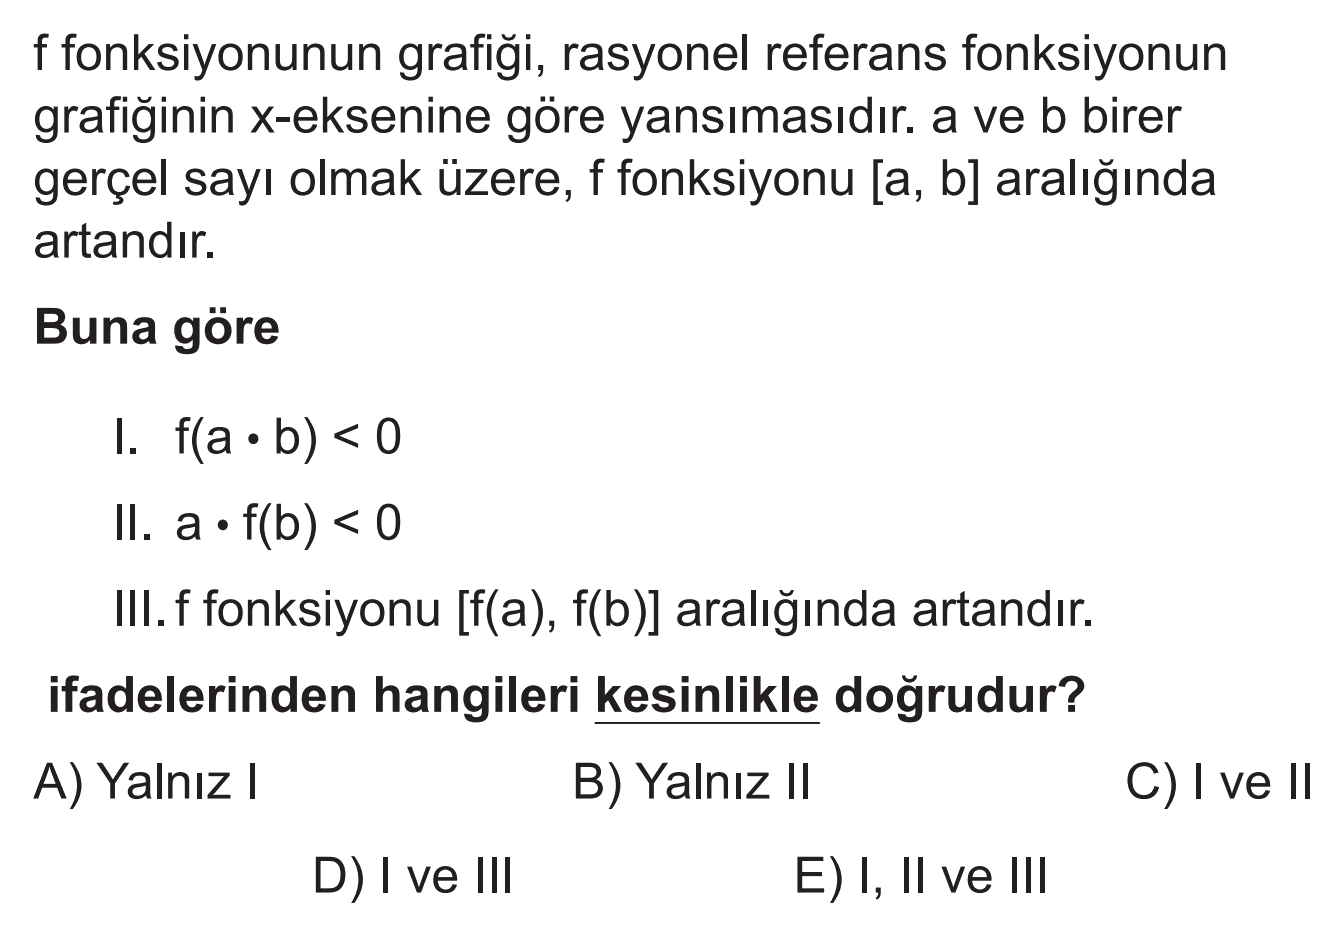 f fonksiyonunun grafiği, rasyonel referans fonksiyonun
grafiğinin x-eksenine göre yansımasıdır. a ve b birer
gerçel sayı olmak üzere, f fonksiyonu [a, b] aralığında
artandır.
Buna göre
I. f(a • b) < 0
II. a • f(b) < 0
III. f fonksiyonu [f(a), f(b)] aralığında artandır.
ifadelerinden hangileri kesinlikle doğrudur?
A) Yalnız I B) Yalnız II C) I ve II
D) I ve III E) I, II ve III